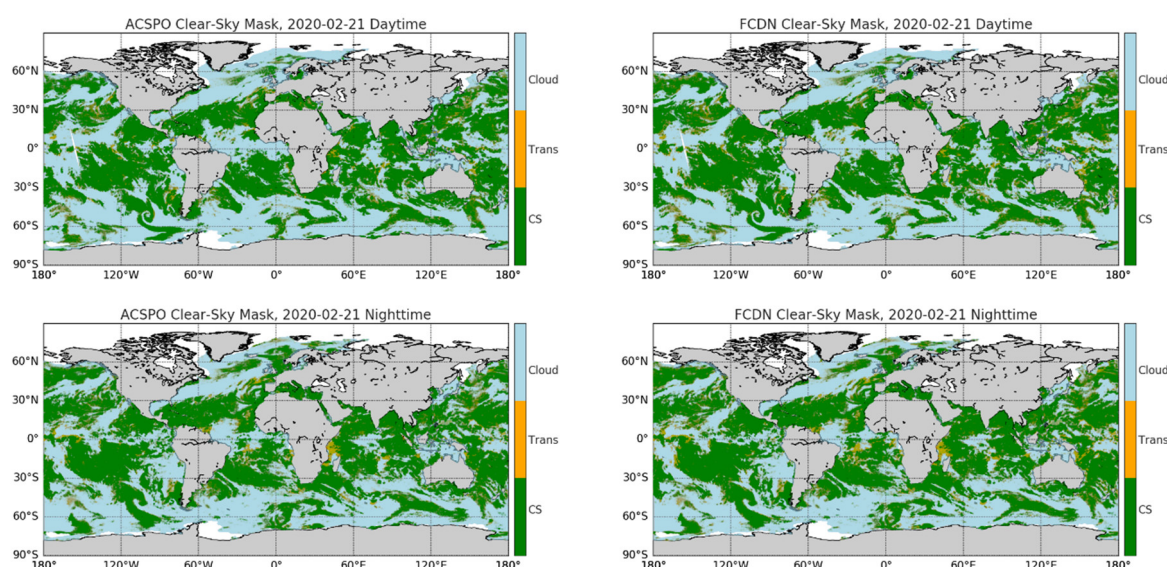 ACSPO Clear-Sky Mask, 2020-02-21 Daytime
60°N
30°N
0°
30°S
60°S
90°S
180°
120°W
60°W
0°
60°E
120°E
180°
Cloud
Trans
CS
FCDN Clear-Sky Mask, 2020-02-21 Daytime
60°N
30°N
0°
30°S
60°S
90°S
180°
120°W
60°W
0°
60°E
120°E
180°
Cloud
Trans
CS
ACSPO Clear-Sky Mask, 2020-02-21 Nighttime
60°N
30°N
0°
30°S
60°S
90°S
180°
120°W
60°W
0°
60°E
120°E
180°
Cloud
Trans
CS
FCDN Clear-Sky Mask, 2020-02-21 Nighttime
60°N
30°N
0°
30°S
60°S
90°S
180°
120°W
60°W
0°
60°E
120°E
180°
Cloud
Trans
CS